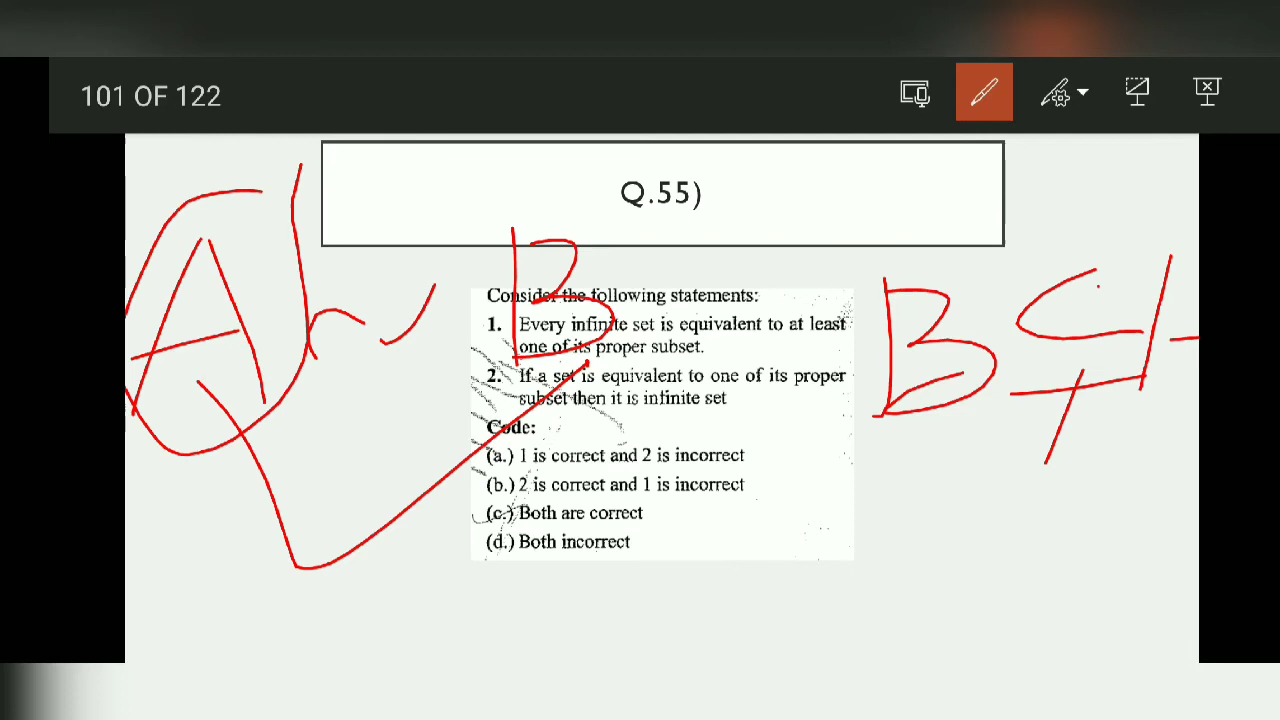 101 OF 122
Q.55)
Consider the following statements:
1. Every infinite set is equivalent to at least
one of its proper subset.
2. If a set is equivalent to one of its proper
subset then it is infinite set
Code:
(a.) 1 is correct and 2 is incorrect
(b.) 2 is correct and 1 is incorrect
(c.) Both are correct
(d.) Both incorrect
A
B
B